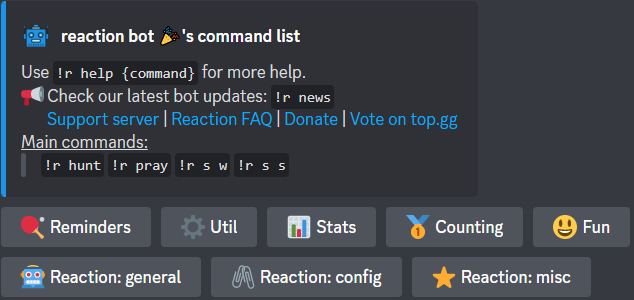 reaction bot 🎉's command list
Use !r help {command} for more help.
Check our latest bot updates: !r news
Support server | Reaction FAQ | Donate | Vote on top.gg
Main commands:
!r hunt !r pray !r s w !r s s
Reminders Util Stats Counting Fun
Reaction: general Reaction: config Reaction: misc